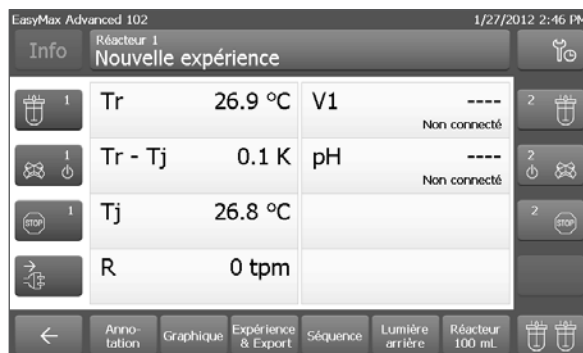 EasyMax Advanced 102 1/27/2012 2:46 PM
Info
Réacteur 1
Nouvelle expérience
1 Tr 26.9 °C V1 ---- 2
Non connecté
1 Tr - Tj 0.1 K pH ---- 2
Non connecté
STOP 1 Tj 26.8 °C 2 STOP
R 0 tpm
Anno-
tation
Graphique
Expérience
& Export
Séquence
Lumière
arrière
Réacteur
100 mL